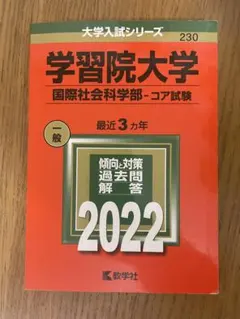 大学入試シリーズ
230
学習院大学
国際社会科学部-コア試験
一般
最近3カ年
傾向と対策
過去問
解答
2022
教学社